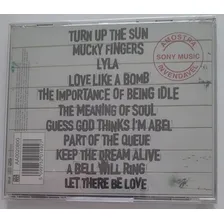 TURN UP THE SUN
MUCKY FINGERS
LYLA
LOVE LIKE A BOMB
THE IMPORTANCE OF BEING IDLE
THE MEANING OF SOUL
GUESS GOD THINKS I'M ABEL
PART OF THE QUEUE
KEEP THE DREAM ALIVE
A BELL WILL RING
LET THERE BE LOVE
AMOSTRA
SONY MUSIC
INVENDÁVEL